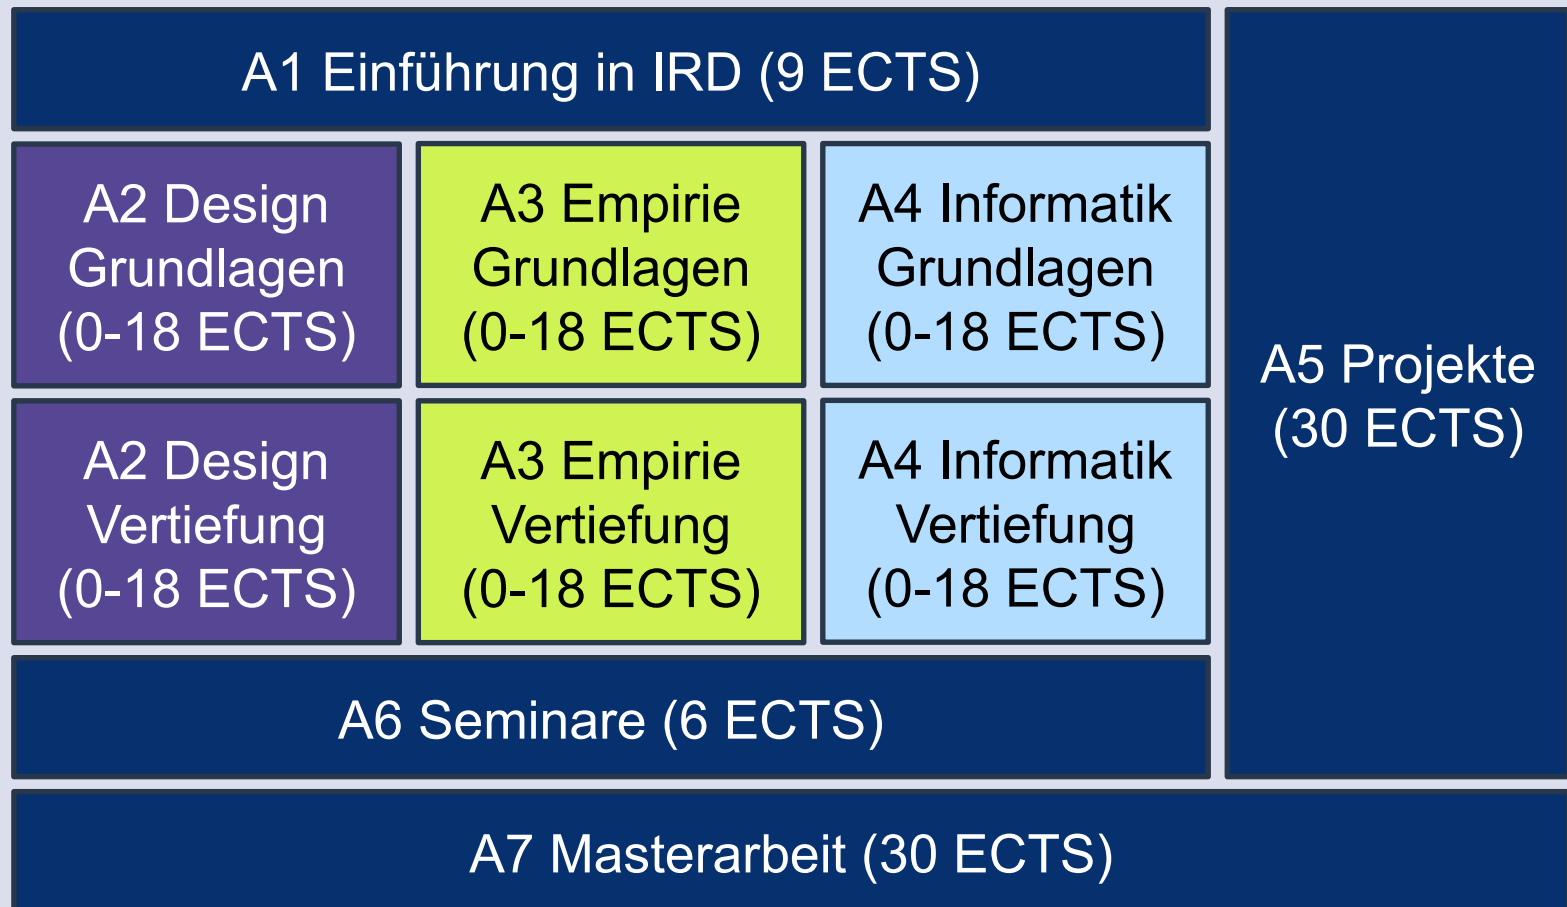 A1 Einführung in IRD (9 ECTS)
A2 Design
Grundlagen
(0-18 ECTS)
A3 Empirie
Grundlagen
(0-18 ECTS)
A4 Informatik
Grundlagen
(0-18 ECTS)
A5 Projekte
(30 ECTS)
A2 Design
Vertiefung
(0-18 ECTS)
A3 Empirie
Vertiefung
(0-18 ECTS)
A4 Informatik
Vertiefung
(0-18 ECTS)
A6 Seminare (6 ECTS)
A7 Masterarbeit (30 ECTS)